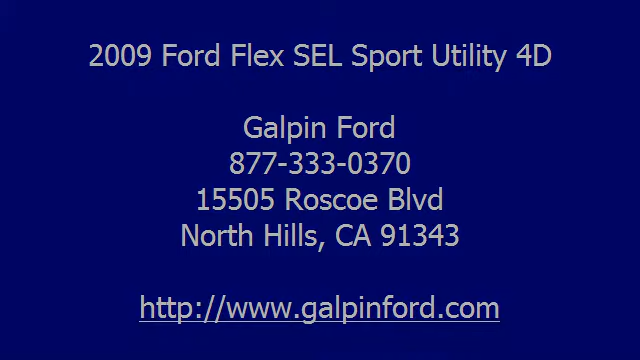 2009 Ford Flex SEL Sport Utility 4D
Galpin Ford
877-333-0370
15505 Roscoe Blvd
North Hills, CA 91343
http://www.galpinford.com